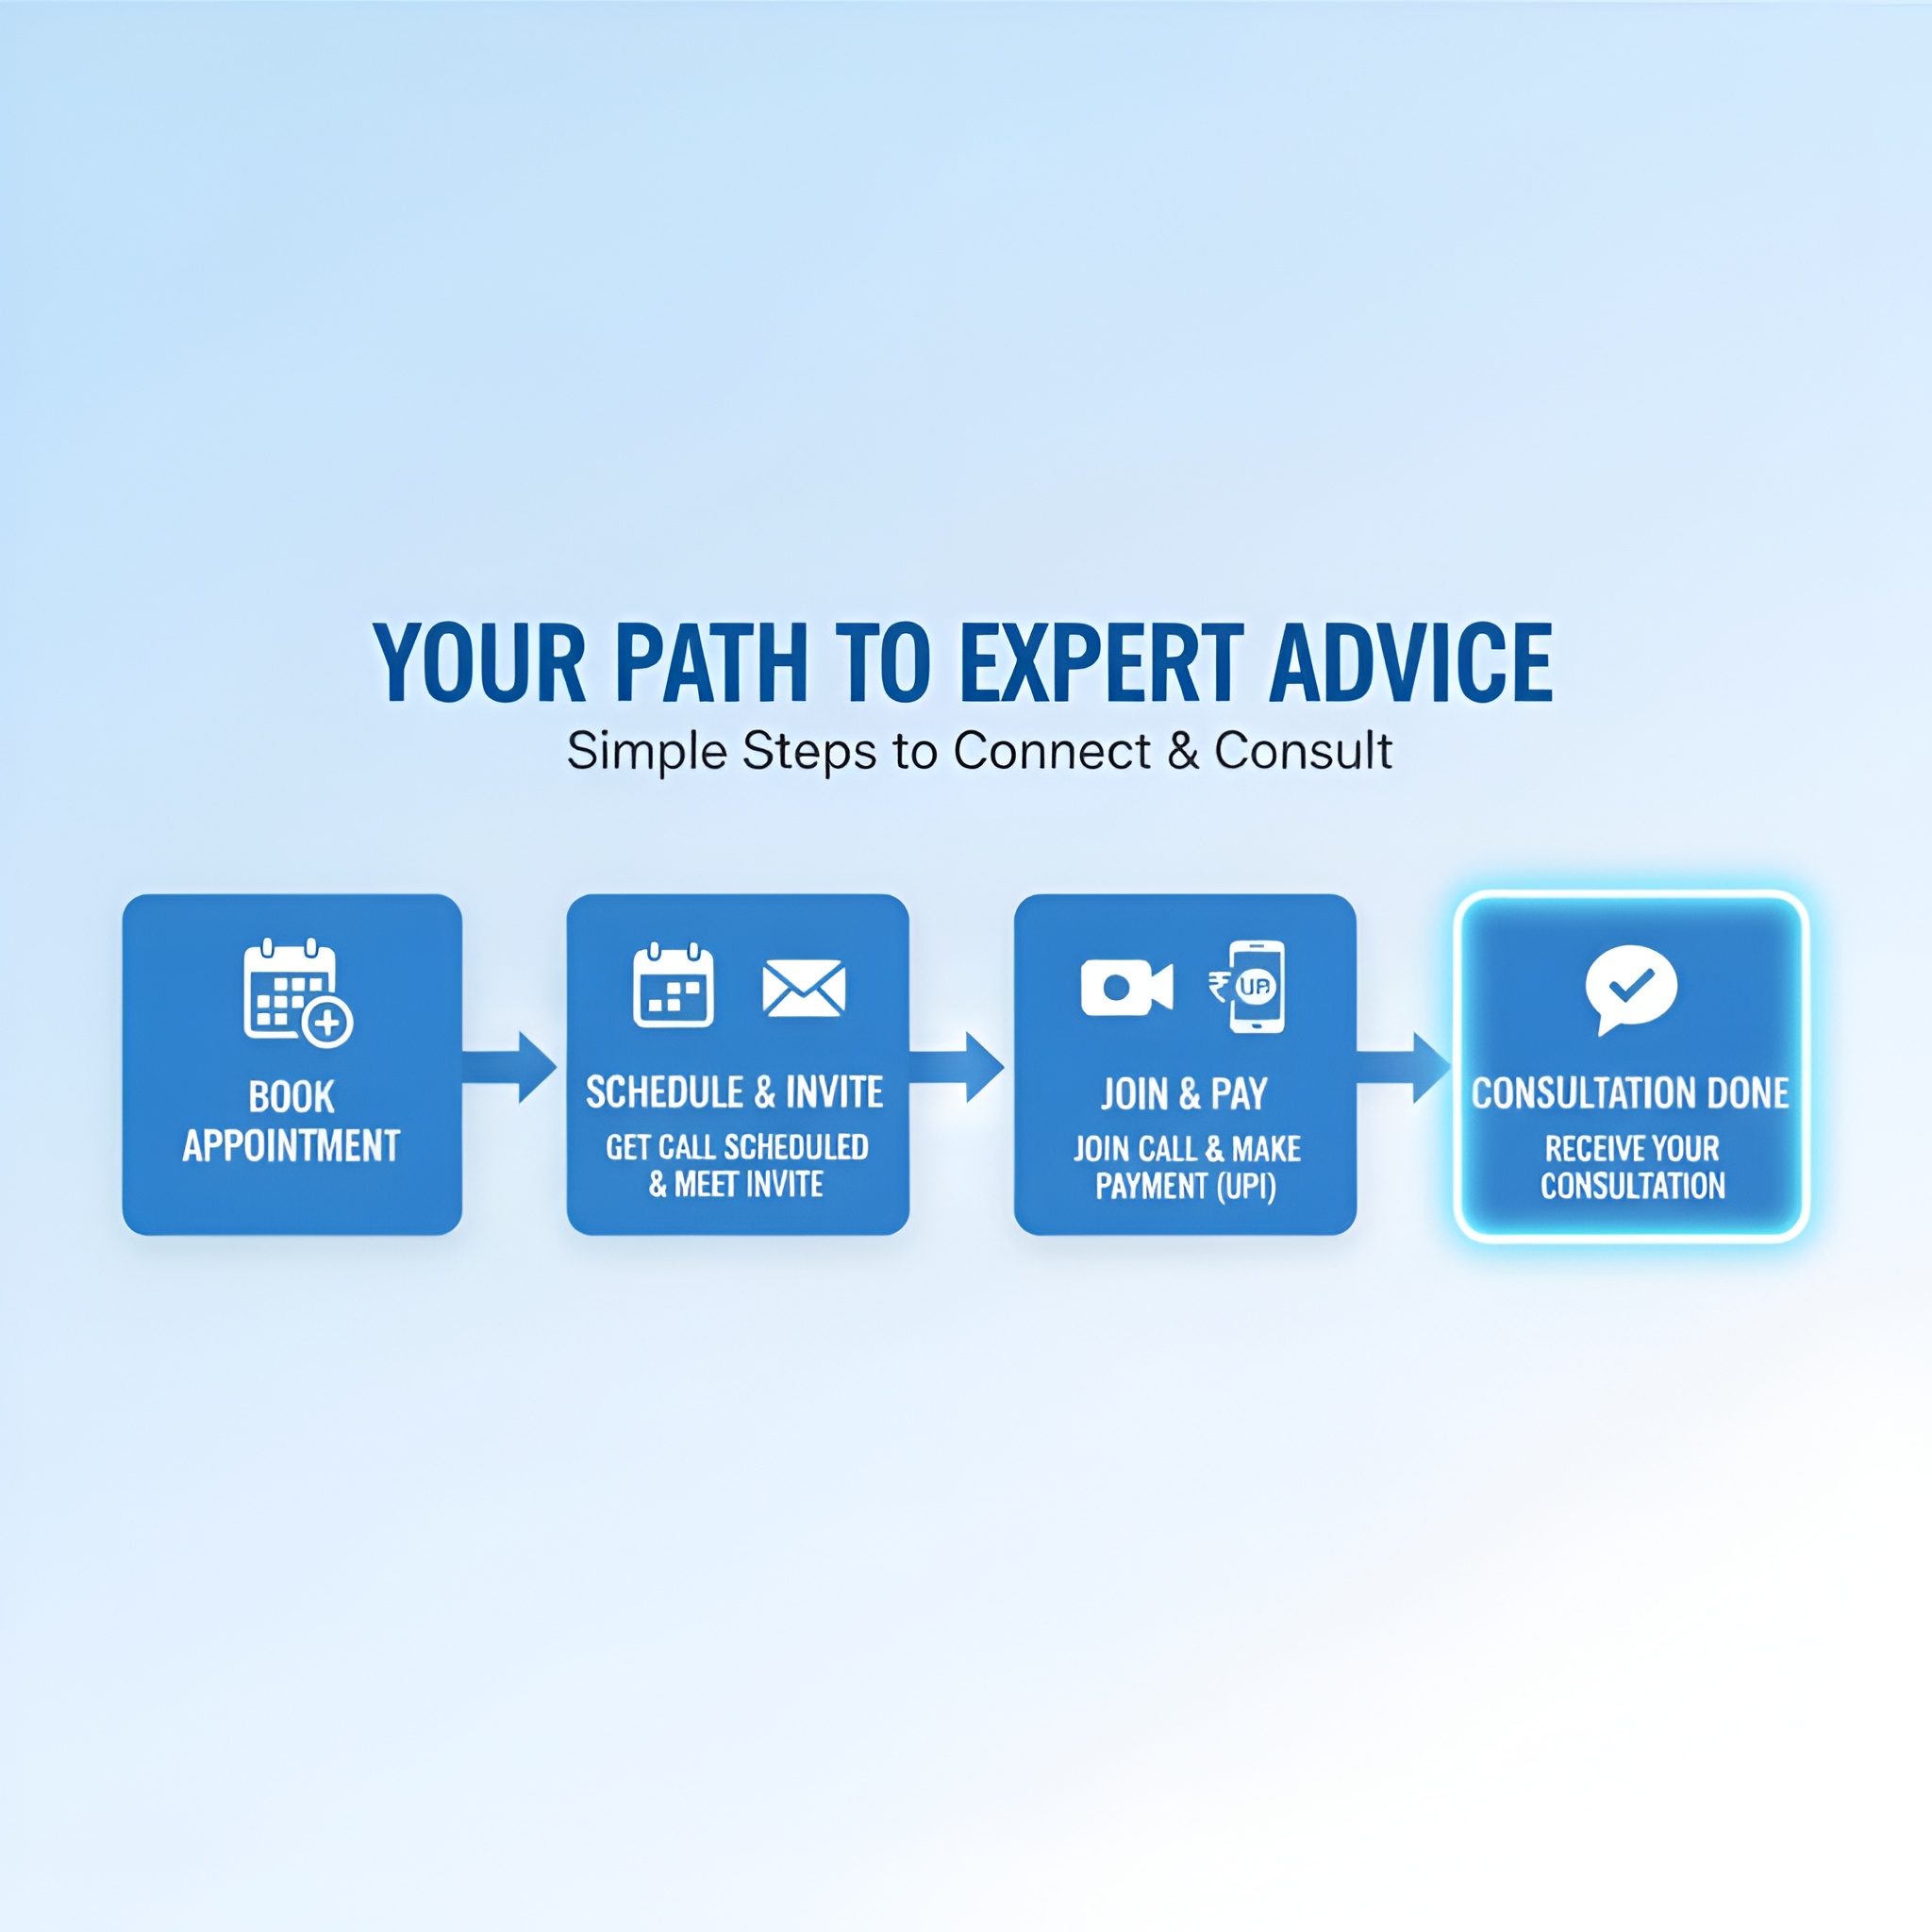 YOUR PATH TO EXPERT ADVICE
Simple Steps to Connect & Consult
BOOK
APPOINTMENT
SCHEDULE & INVITE
GET CALL SCHEDULED
& MEET INVITE
₹
JOIN & PAY
JOIN CALL & MAKE
PAYMENT (UPI)
CONSULTATION DONE
RECEIVE YOUR
CONSULTATION